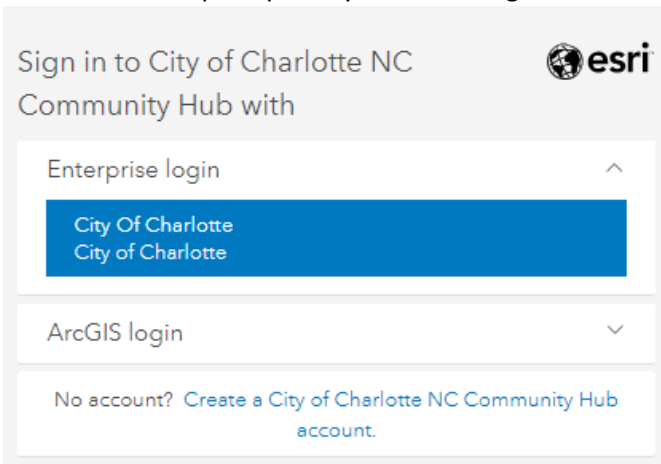 Sign in to City of Charlotte NC
Community Hub with
esri
Enterprise login
City Of Charlotte
City of Charlotte
ArcGIS login
No account? Create a City of Charlotte NC Community Hub
account.